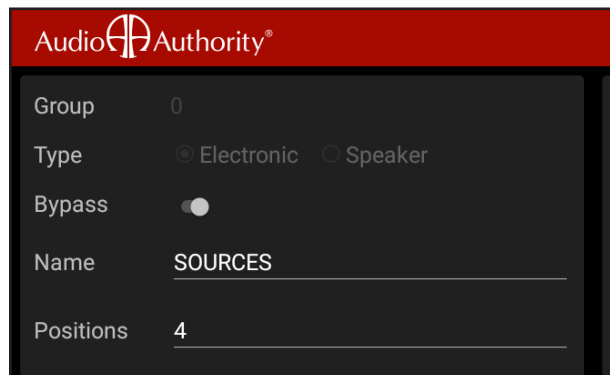 Audio Authority®
Group 0
Type Electronic Speaker
Bypass
Name SOURCES
Positions 4